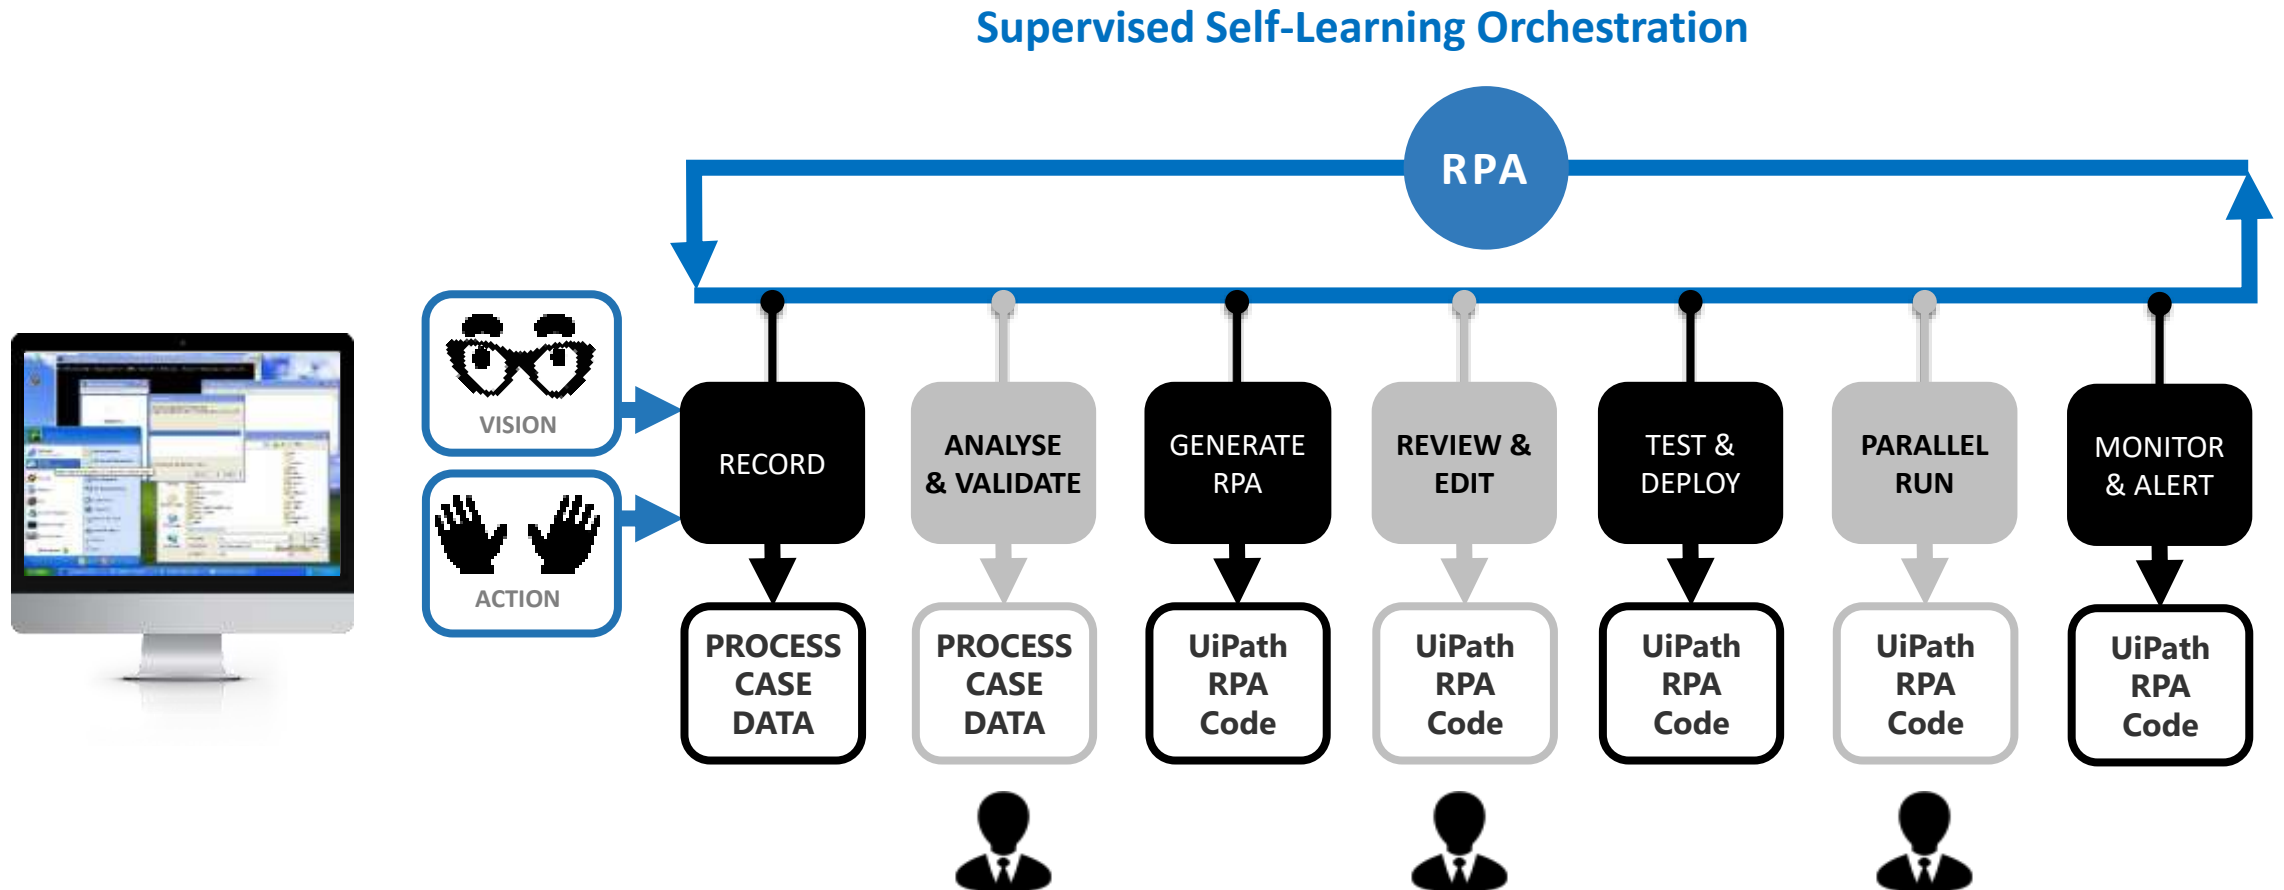 Supervised Self-Learning Orchestration
RPA
VISION
ACTION
RECORD
ANALYSE
& VALIDATE
GENERATE
RPA
REVIEW &
EDIT
TEST &
DEPLOY
PARALLEL
RUN
MONITOR
& ALERT
PROCESS
CASE
DATA
PROCESS
CASE
DATA
UiPath
RPA
Code
UiPath
RPA
Code
UiPath
RPA
Code
UiPath
RPA
Code
UiPath
RPA
Code